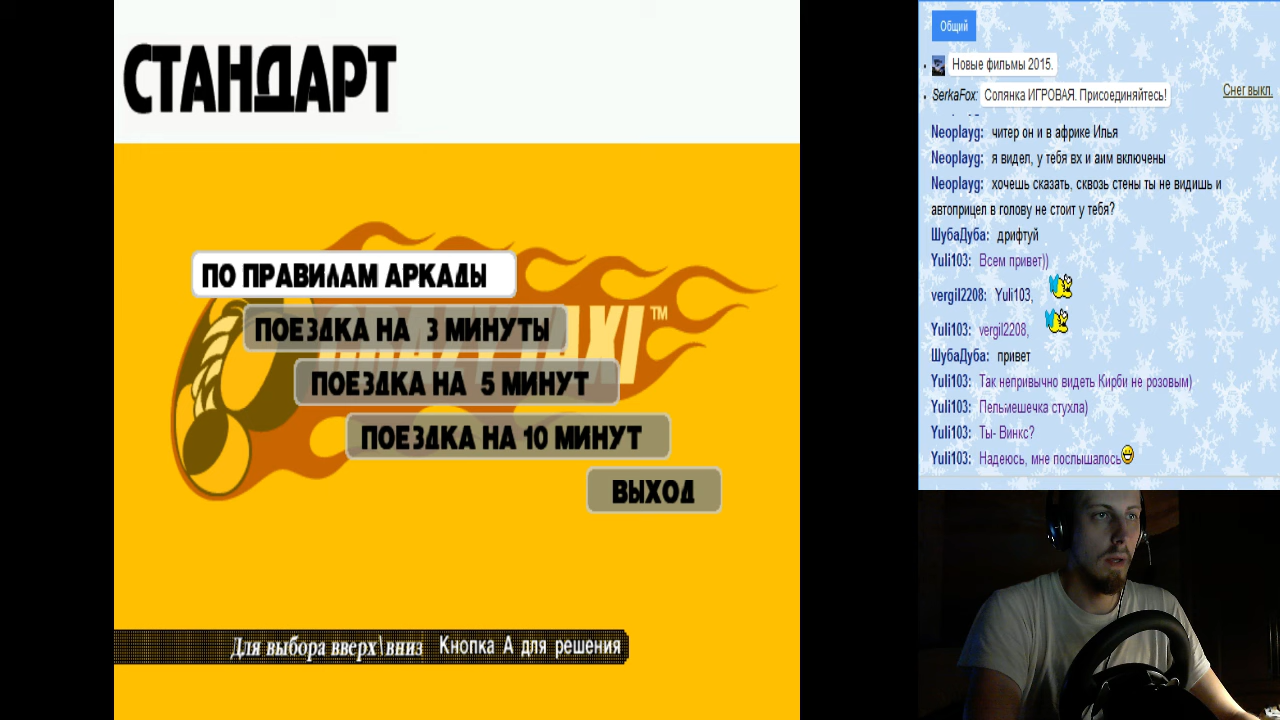 СТАНДАРТ
ПО ПРАВИЛАМ АРКАДЫ
ПОЕЗДКА НА 3 МИНУТЫ
TAXI™
ПОЕЗДКА НА 5 МИНУТ
ПОЕЗДКА НА 10 МИНУТ
ВЫХОД
Для выбора вверх\вниз Кнопка А для решения
Общий
Новые фильмы 2015.
SerkaFox: Солянка ИГРОВАЯ. Присоединяйтесь!
Снег выкл.
Neoplayg: читер он и в африке Илья
Neoplayg: я видел, у тебя вх и аим включены
Neoplayg: хочешь сказать, сквозь стены ты не видишь и
автоприцел в голову не стоит у тебя?
ШубаДуба: дрифтуй
Yuli103: Всем привет))
vergil2208: Yuli103,
Yuli103: vergil2208,
ШубаДуба: привет
Yuli103: Так непривычно видеть Кирби не розовым)
Yuli103: Пельмешечка стухла)
Yuli103: Ты- Винкс?
Yuli103: Надеюсь, мне послышалось